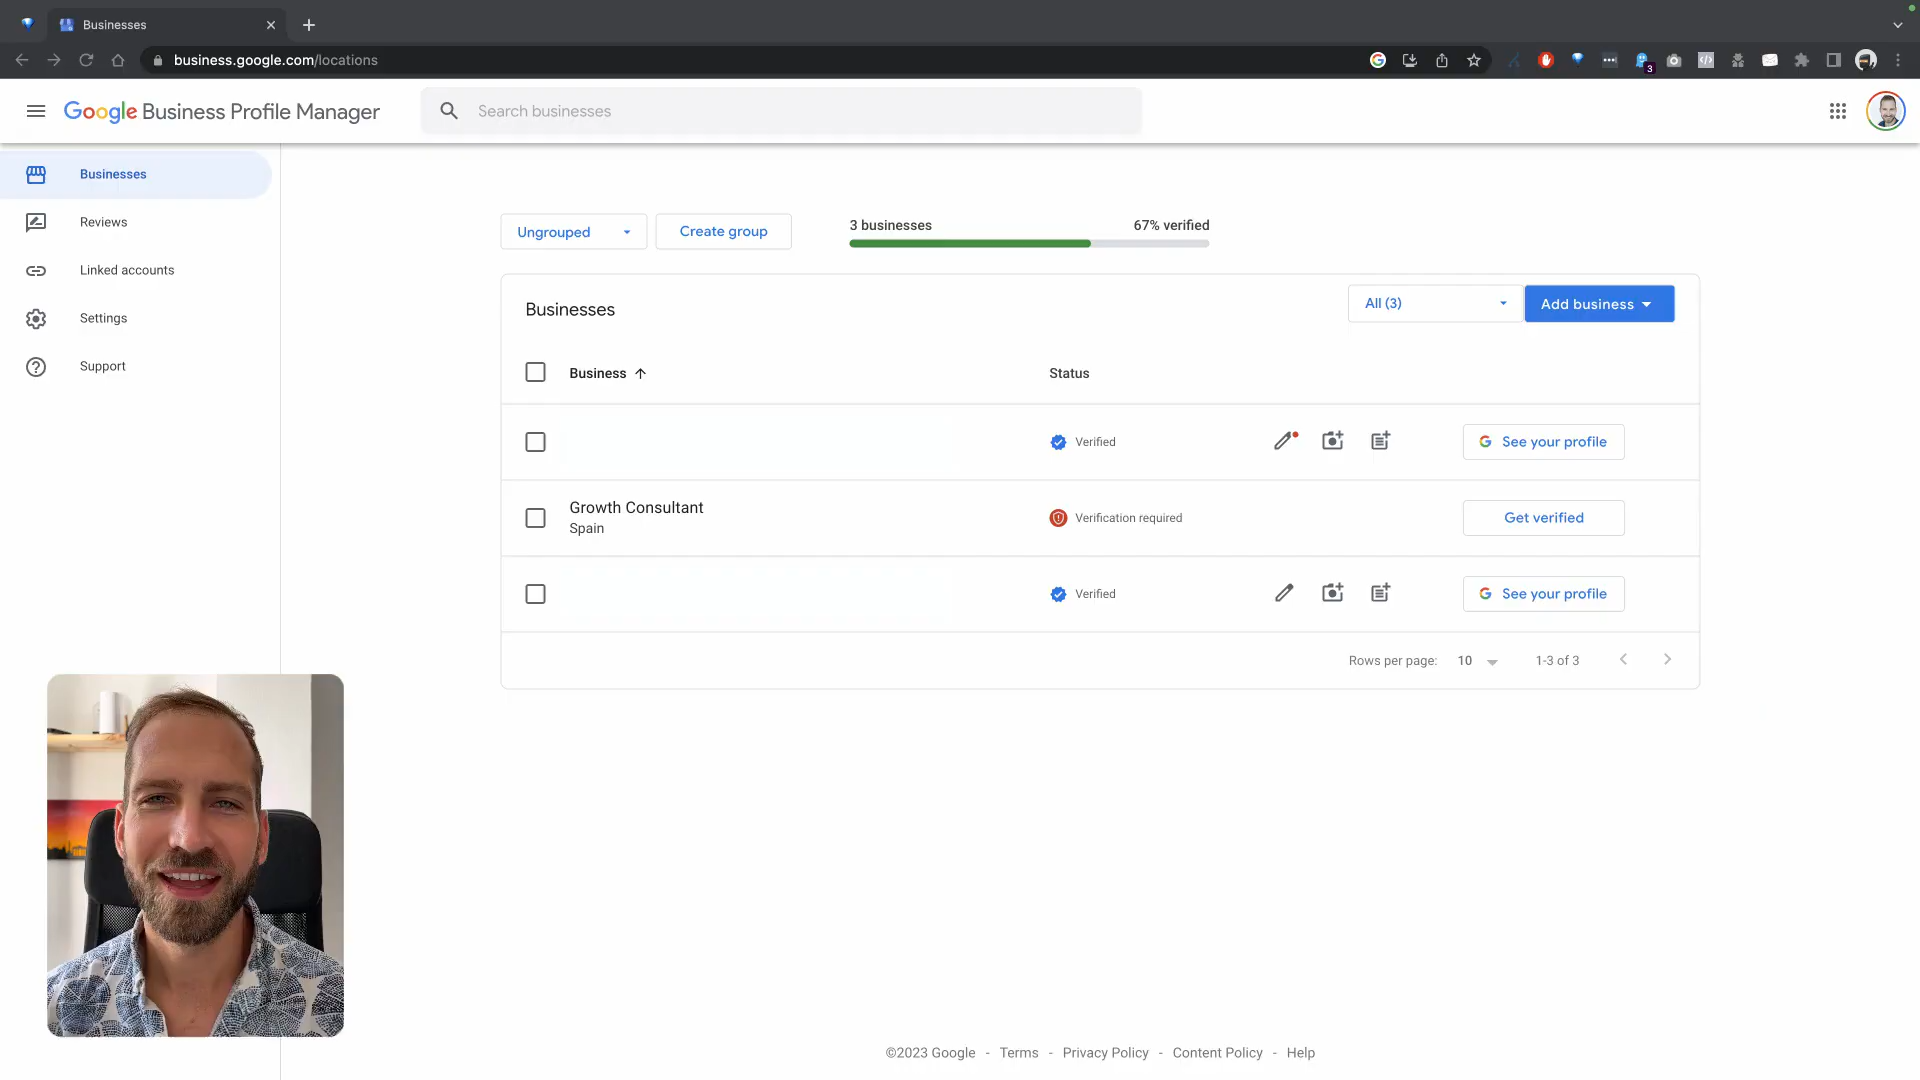 Businesses
business.google.com/locations
3
Google Business Profile Manager
Search businesses
Businesses
Reviews
Linked accounts
Settings
Support
Ungrouped
Create group
3 businesses
67% verified
Businesses
All (3)
Add business
Business
Status
Verified
See your profile
Growth Consultant
Spain
Verification required
Get verified
Verified
See your profile
Rows per page: 10
1-3 of 3
©2023 Google - Terms - Privacy Policy - Content Policy - Help